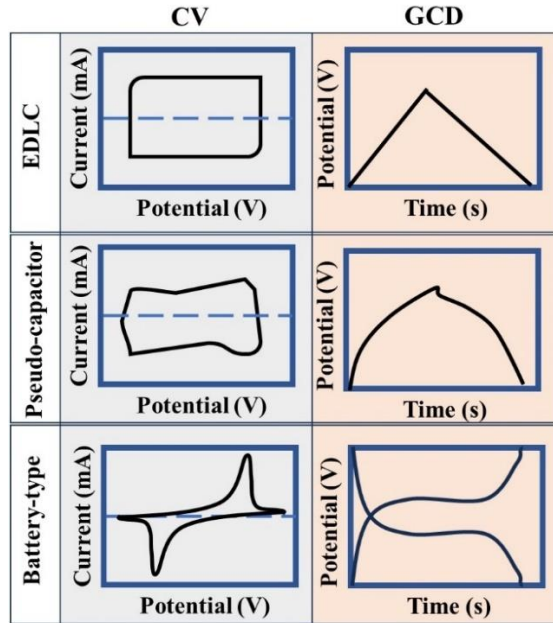 CV
GCD
EDLC
Current (mA)
Potential (V)
Potential (V)
Time (s)
Pseudo-capacitor
Current (mA)
Potential (V)
Potential (V)
Time (s)
Battery-type
Current (mA)
Potential (V)
Potential (V)
Time (s)